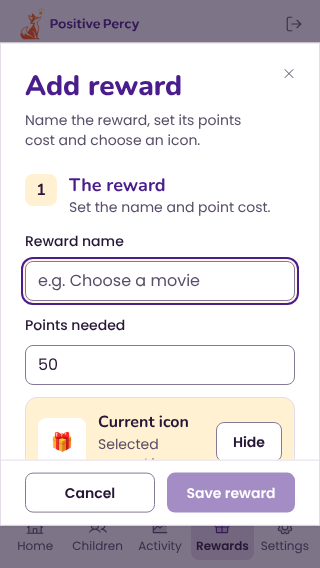 Positive Percy
Add reward
Name the reward, set its points
cost and choose an icon.
1
The reward
Set the name and point cost.
Reward name
e.g. Choose a movie
Points needed
50
Current icon
Selected
Hide
Cancel
Save reward
Home
Children
Activity
Rewards
Settings